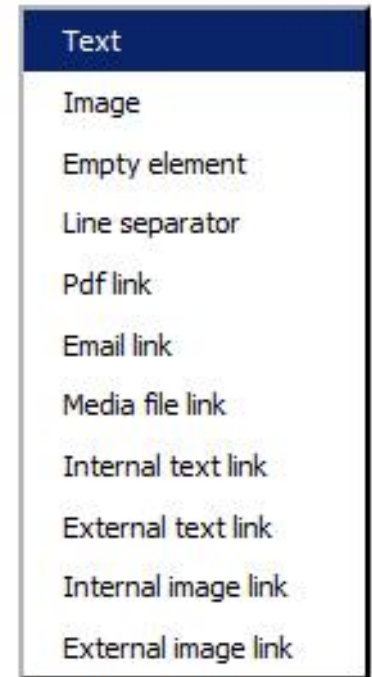 Text
Image
Empty element
Line separator
Pdf link
Email link
Media file link
Internal text link
External text link
Internal image link
External image link